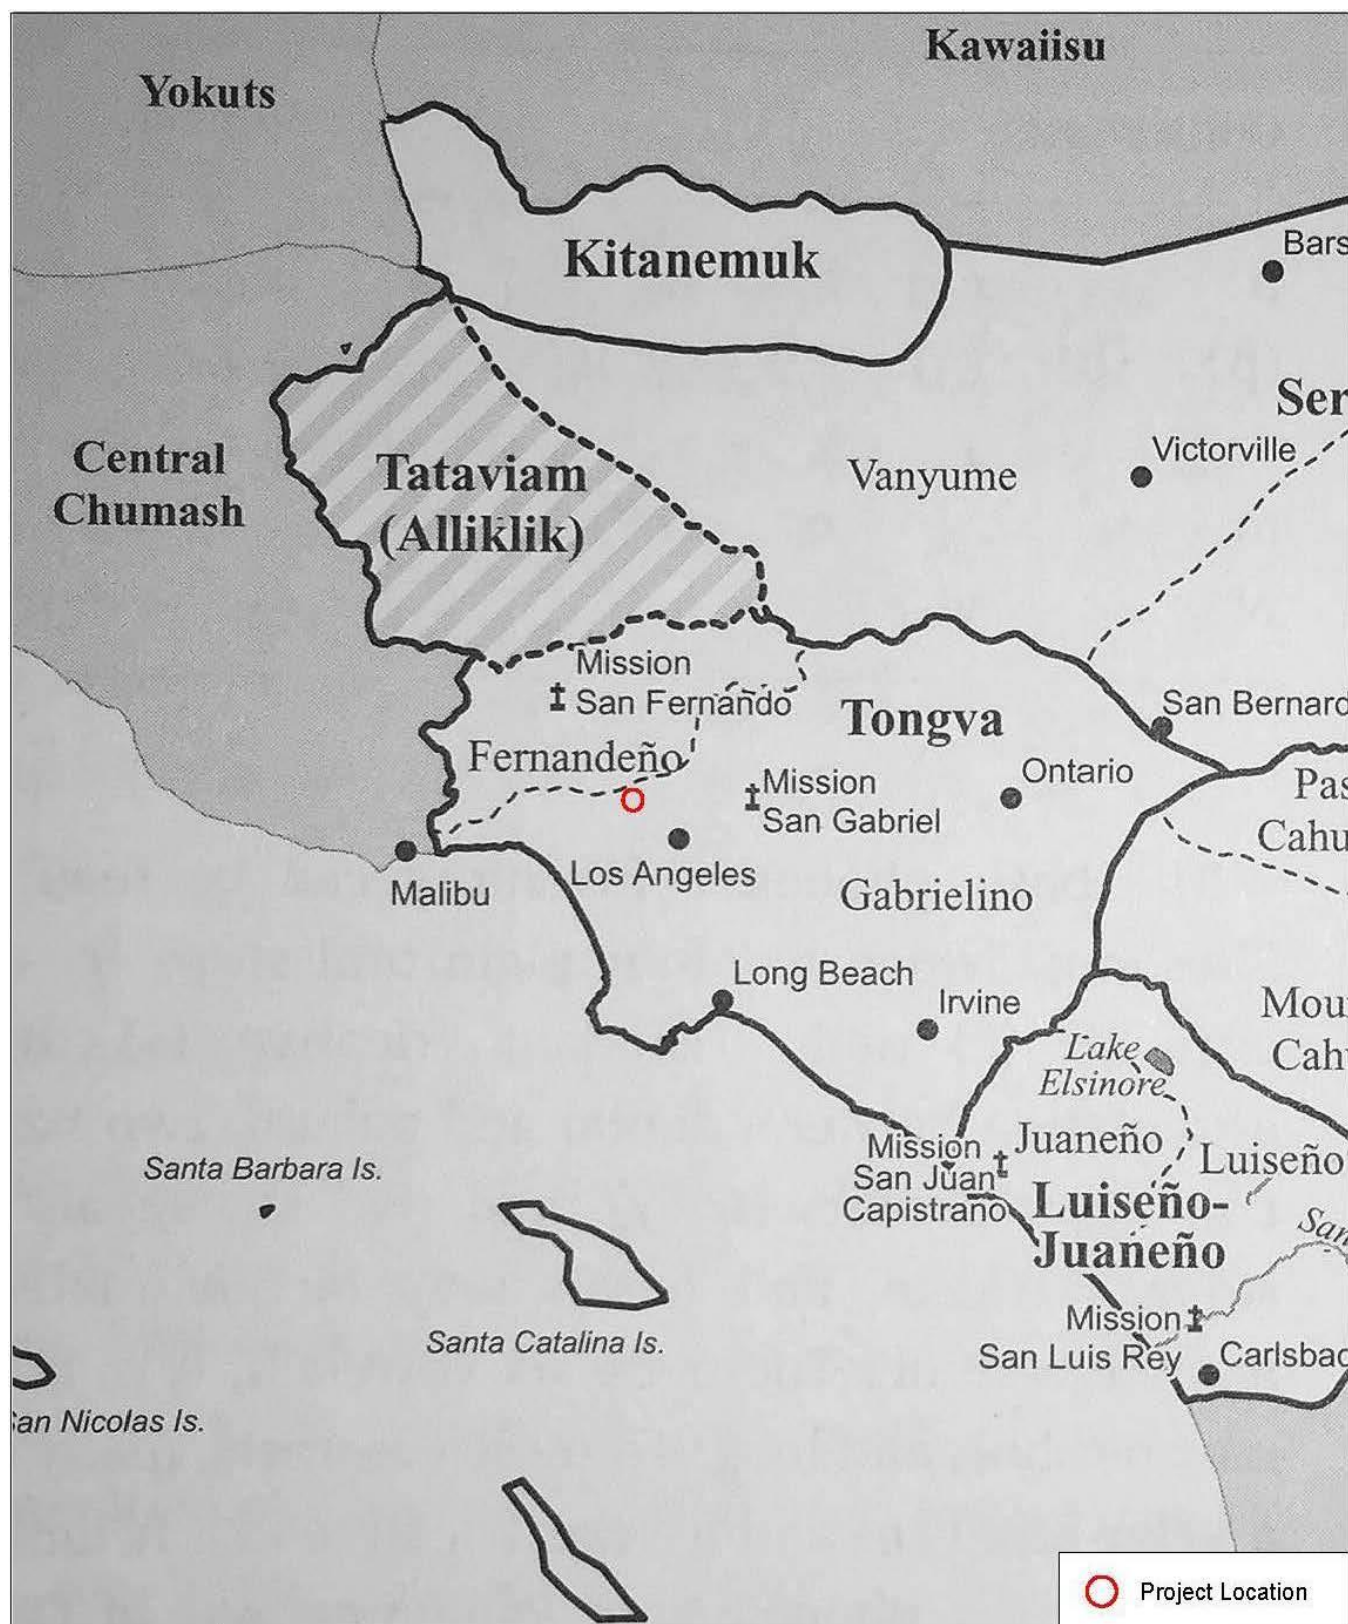 Kawaiisu
Yokuts
Kitanemuk
Bars
Ser
Central
Chumash
Tataviam
(Alliklik)
Vanyume
Victorville
Mission
San Fernando
Tongva
San Bernard
Fernandeño
Mission
San Gabriel
Ontario
Pas
Cahu
Malibu
Los Angeles
Gabrielino
Long Beach
Irvine
Mou
Cah
Lake
Elsinore
Mission
San Juan
Capistrano
Juaneño
Luiseño
Luiseño-
Juaneño
San
Santa Barbara Is.
Santa Catalina Is.
Mission
San Luis Rey
Carlsbad
San Nicolas Is.
Project Location